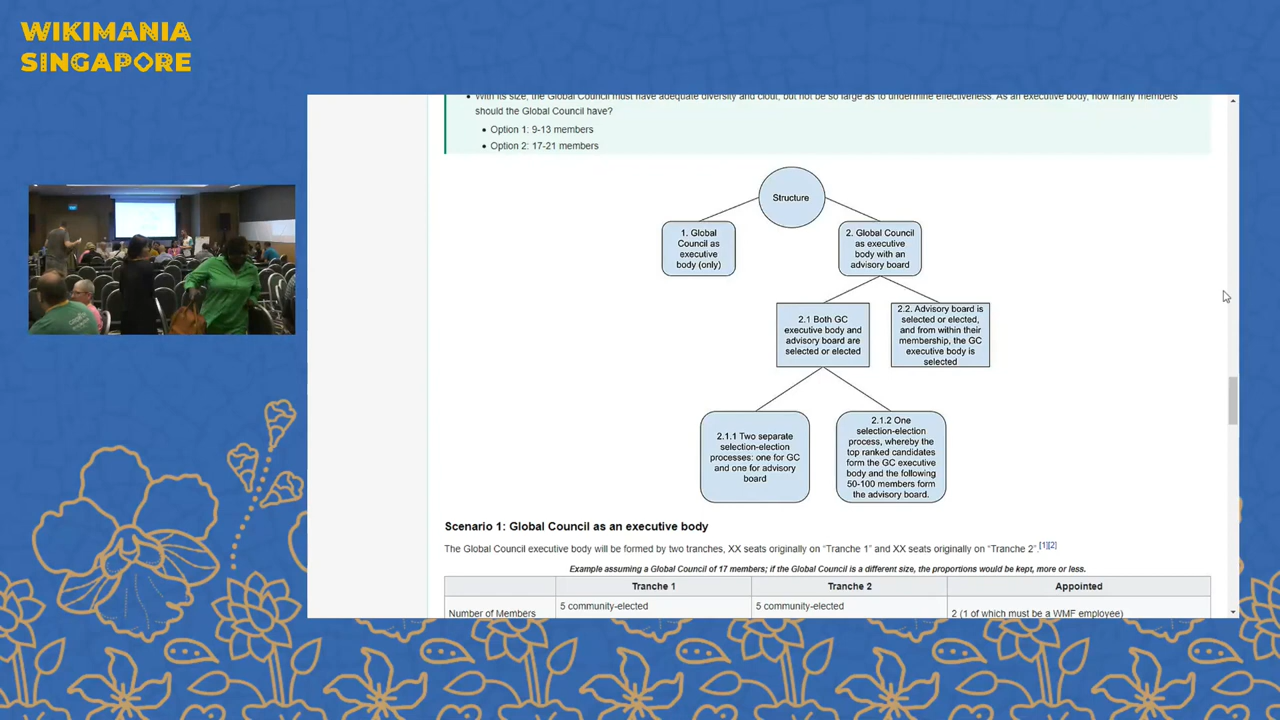 WIKIMANIA
SINGAPORE
With its size, the Global Council must have adequate diversity and clout, but not be so large as to undermine effectiveness. As an executive body, how many members
should the Global Council have?
Option 1: 9-13 members
Option 2: 17-21 members
Structure
1. Global
Council as
executive
body (only)
2. Global Council
as executive
body with an
advisory board
2.1 Both GC
executive body and
advisory board are
selected or elected
2.2. Advisory board is
selected or elected,
and from within their
membership, the GC
executive body is
selected
2.1.1 Two separate
selection-election
processes: one for GC
and one for advisory
board
2.1.2 One
selection-election
process, whereby the
top ranked candidates
form the GC executive
body and the following
50-100 members form
the advisory board.
Scenario 1: Global Council as an executive body
The Global Council executive body will be formed by two tranches, XX seats originally on “Tranche 1” and XX seats originally on “Tranche 2”.[1][2]
Example assuming a Global Council of 17 members; if the Global Council is a different size, the proportions would be kept, more or less.
Tranche 1 Tranche 2 Appointed
5 community-elected 5 community-elected
Number of Members 2 (1 of which must be a WMF employee)